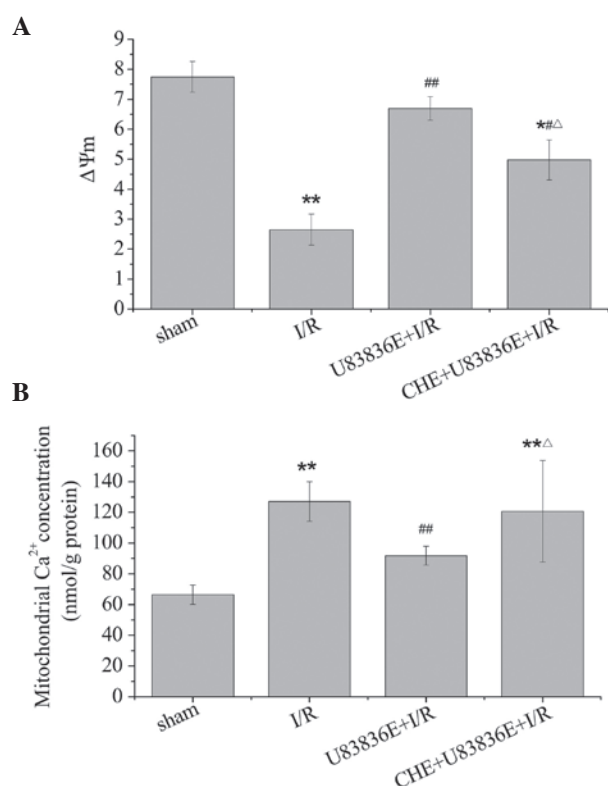 A
9
8
7
6
5
4
3
2
1
0
ΔΨm
**
##
*#△
sham
I/R
U83836E+I/R
CHE+U83836E+I/R
B
160
140
120
100
80
60
40
20
0
Mitochondrial Ca²⁺ concentration
(nmol/g protein)
**
##
**△
sham
I/R
U83836E+I/R
CHE+U83836E+I/R